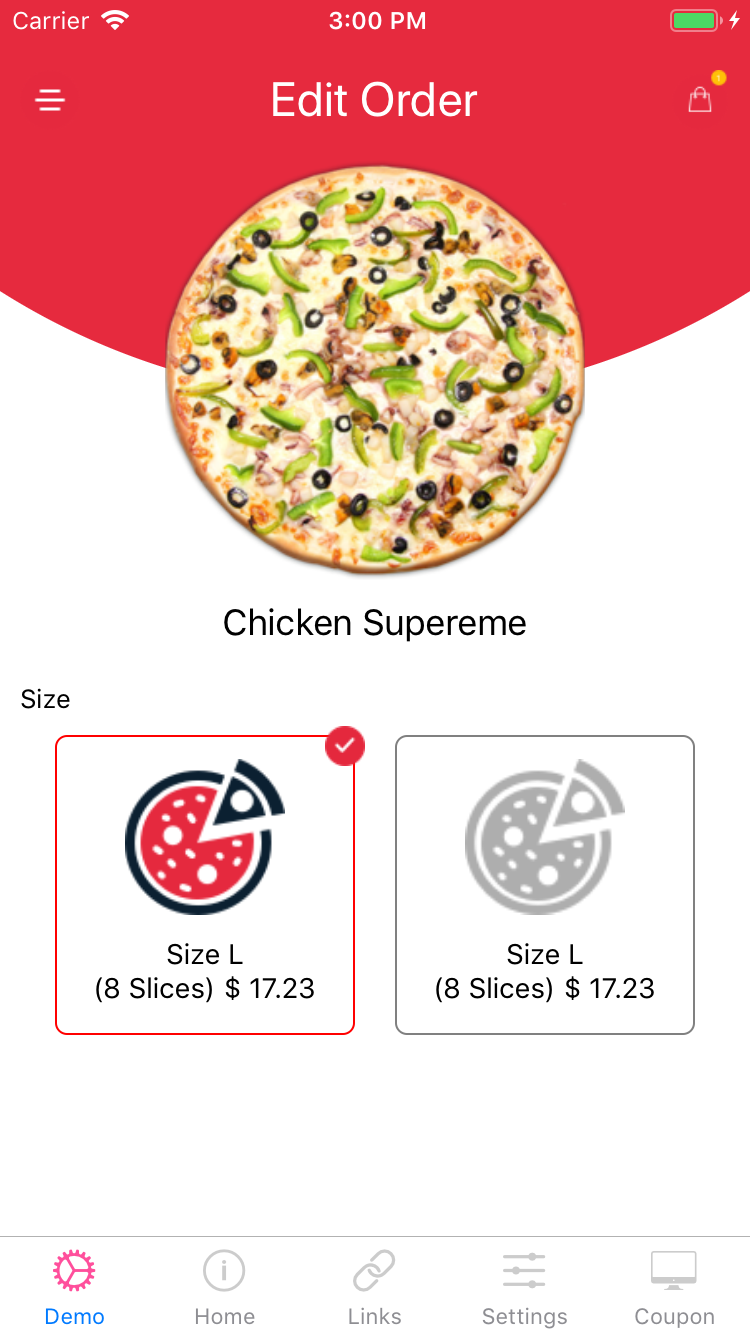 Carrier 3:00 PM
Edit Order
1
Chicken Supereme
Size
Size L
(8 Slices) $ 17.23
Size L
(8 Slices) $ 17.23
Demo Home Links Settings Coupon